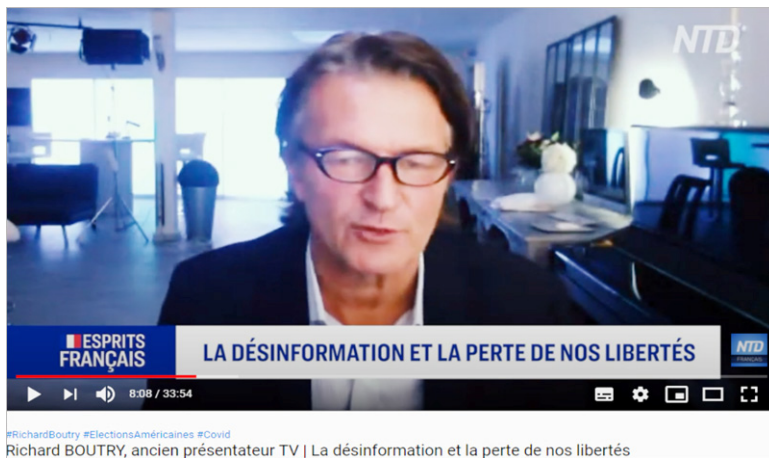 NTD
ESPRITS
FRANÇAIS
LA DÉSINFORMATION ET LA PERTE DE NOS LIBERTÉS
NTD
FRANÇAIS
8:08 / 33:54
#RichardBoutry #ElectionsAméricaines #Covid
Richard BOUTRY, ancien présentateur TV | La désinformation et la perte de nos libertés